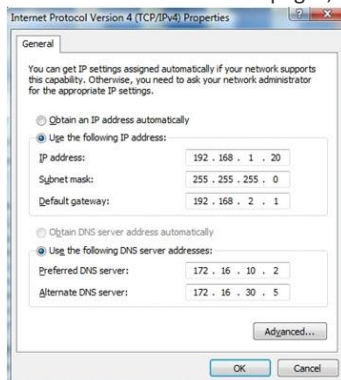 Internet Protocol Version 4 (TCP/IPv4) Properties
General
You can get IP settings assigned automatically if your network supports
this capability. Otherwise, you need to ask your network administrator
for the appropriate IP settings.
Obtain an IP address automatically
Use the following IP address:
IP address: 192 . 168 . 1 . 20
Subnet mask: 255 . 255 . 255 . 0
Default gateway: 192 . 168 . 2 . 1
Obtain DNS server address automatically
Use the following DNS server addresses:
Preferred DNS server: 172 . 16 . 10 . 2
Alternate DNS server: 172 . 16 . 30 . 5
Advanced...
OK Cancel